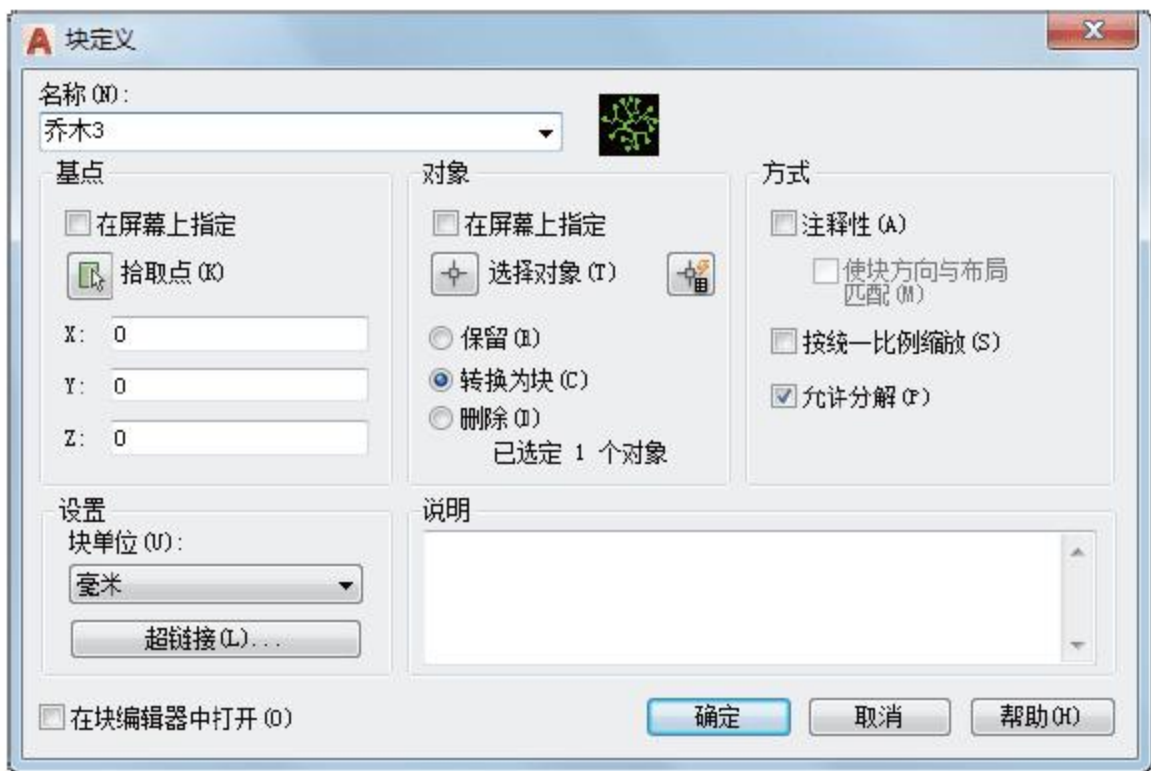 块定义
名称(N):
乔木3
基点
在屏幕上指定
拾取点(K)
X: 0
Y: 0
Z: 0
对象
在屏幕上指定
选择对象(T)
保留(R)
转换为块(C)
删除(D)
已选定 1 个对象
方式
注释性(A)
使块方向与布局
匹配(M)
按统一比例缩放(S)
允许分解(P)
设置
块单位(U):
毫米
超链接(L)...
说明
在块编辑器中打开(O)
确定
取消
帮助(H)